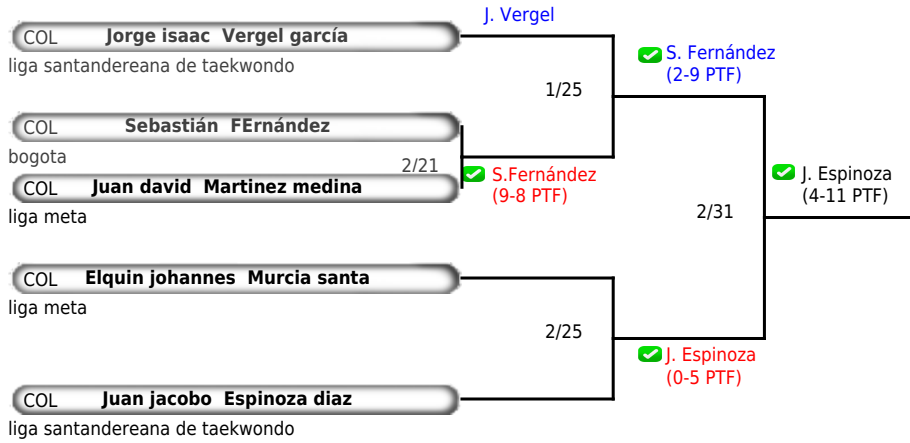 J. Vergel
COL Jorge isaac Vergel garcía
liga santandereana de taekwondo
S. Fernández
(2-9 PTF)
1/25
COL Sebastián FErnández
bogota
2/21
S.Fernández
(9-8 PTF)
COL Juan david Martinez medina
liga meta
J. Espinoza
(4-11 PTF)
2/31
COL Elquin johannes Murcia santa
liga meta
2/25
J. Espinoza
(0-5 PTF)
COL Juan jacobo Espinoza diaz
liga santandereana de taekwondo